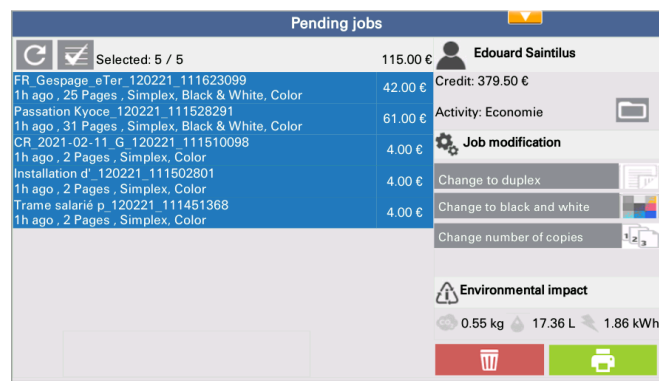 Pending jobs
Selected: 5 / 5
115.00 €
FR_Gespage_eTer_120221_111623099
1h ago , 25 Pages , Simplex, Black & White, Color
42.00 €
Passation Kyoce_120221_111528291
1h ago , 31 Pages , Simplex, Black & White, Color
61.00 €
CR_2021-02-11_G_120221_111510098
1h ago , 2 Pages , Simplex, Color
4.00 €
Installation d'_120221_111502801
1h ago , 2 Pages , Simplex, Color
4.00 €
Trame salarié p_120221_111451368
1h ago , 2 Pages , Simplex, Color
4.00 €
Edouard Saintilus
Credit: 379.50 €
Activity: Economie
Job modification
Change to duplex
Change to black and white
Change number of copies
1 2 3
Environmental impact
CO2 0.55 kg 17.36 L 1.86 kWh